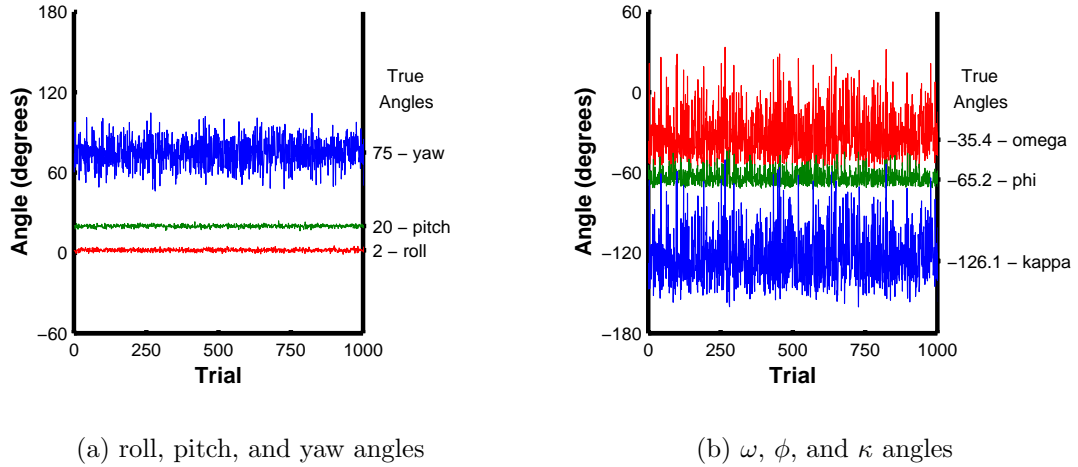 180
120
60
0
−60
Angle (degrees)
0
250
500
750
1000
Trial
True
Angles
75 − yaw
20 − pitch
2 − roll
(a) roll, pitch, and yaw angles
60
0
−60
−120
−180
Angle (degrees)
0
250
500
750
1000
Trial
True
Angles
−35.4 − omega
−65.2 − phi
−126.1 − kappa
(b) ω, ϕ, and κ angles